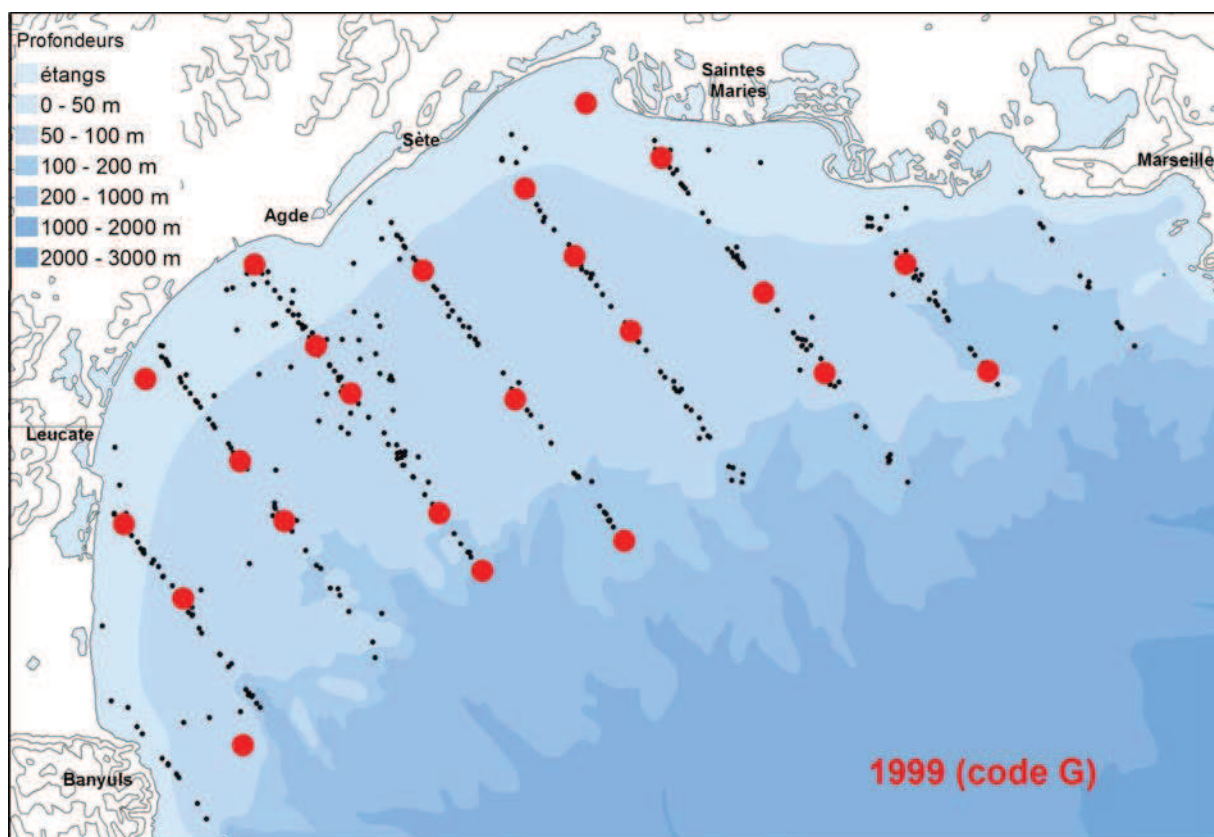 Profondeurs
étangs
0 - 50 m
50 - 100 m
100 - 200 m
200 - 1000 m
1000 - 2000 m
2000 - 3000 m
Saintes
Maries
Sète
Marseille
Agde
Leucate
Banyuls
1999 (code G)